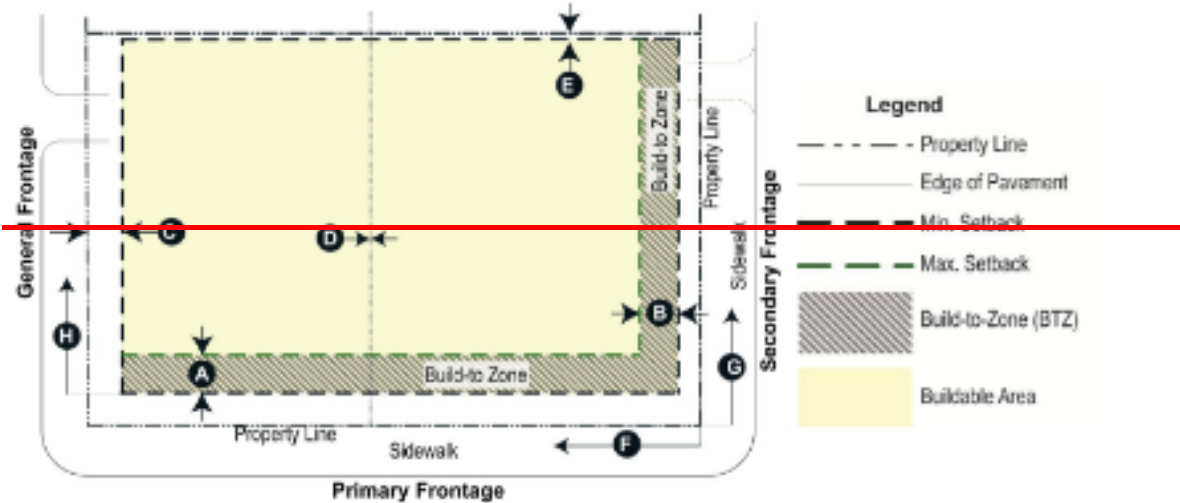 E
Build-to Zone
Property Line
Legend
Property Line
Edge of Pavement
Min. Setback
Max. Setback
Build-to-Zone (BTZ)
Buildable Area
General Frontage
C
D
Sidewalk
Secondary Frontage
H
B
A
Build-to Zone
G
Property Line
F
Sidewalk
Primary Frontage